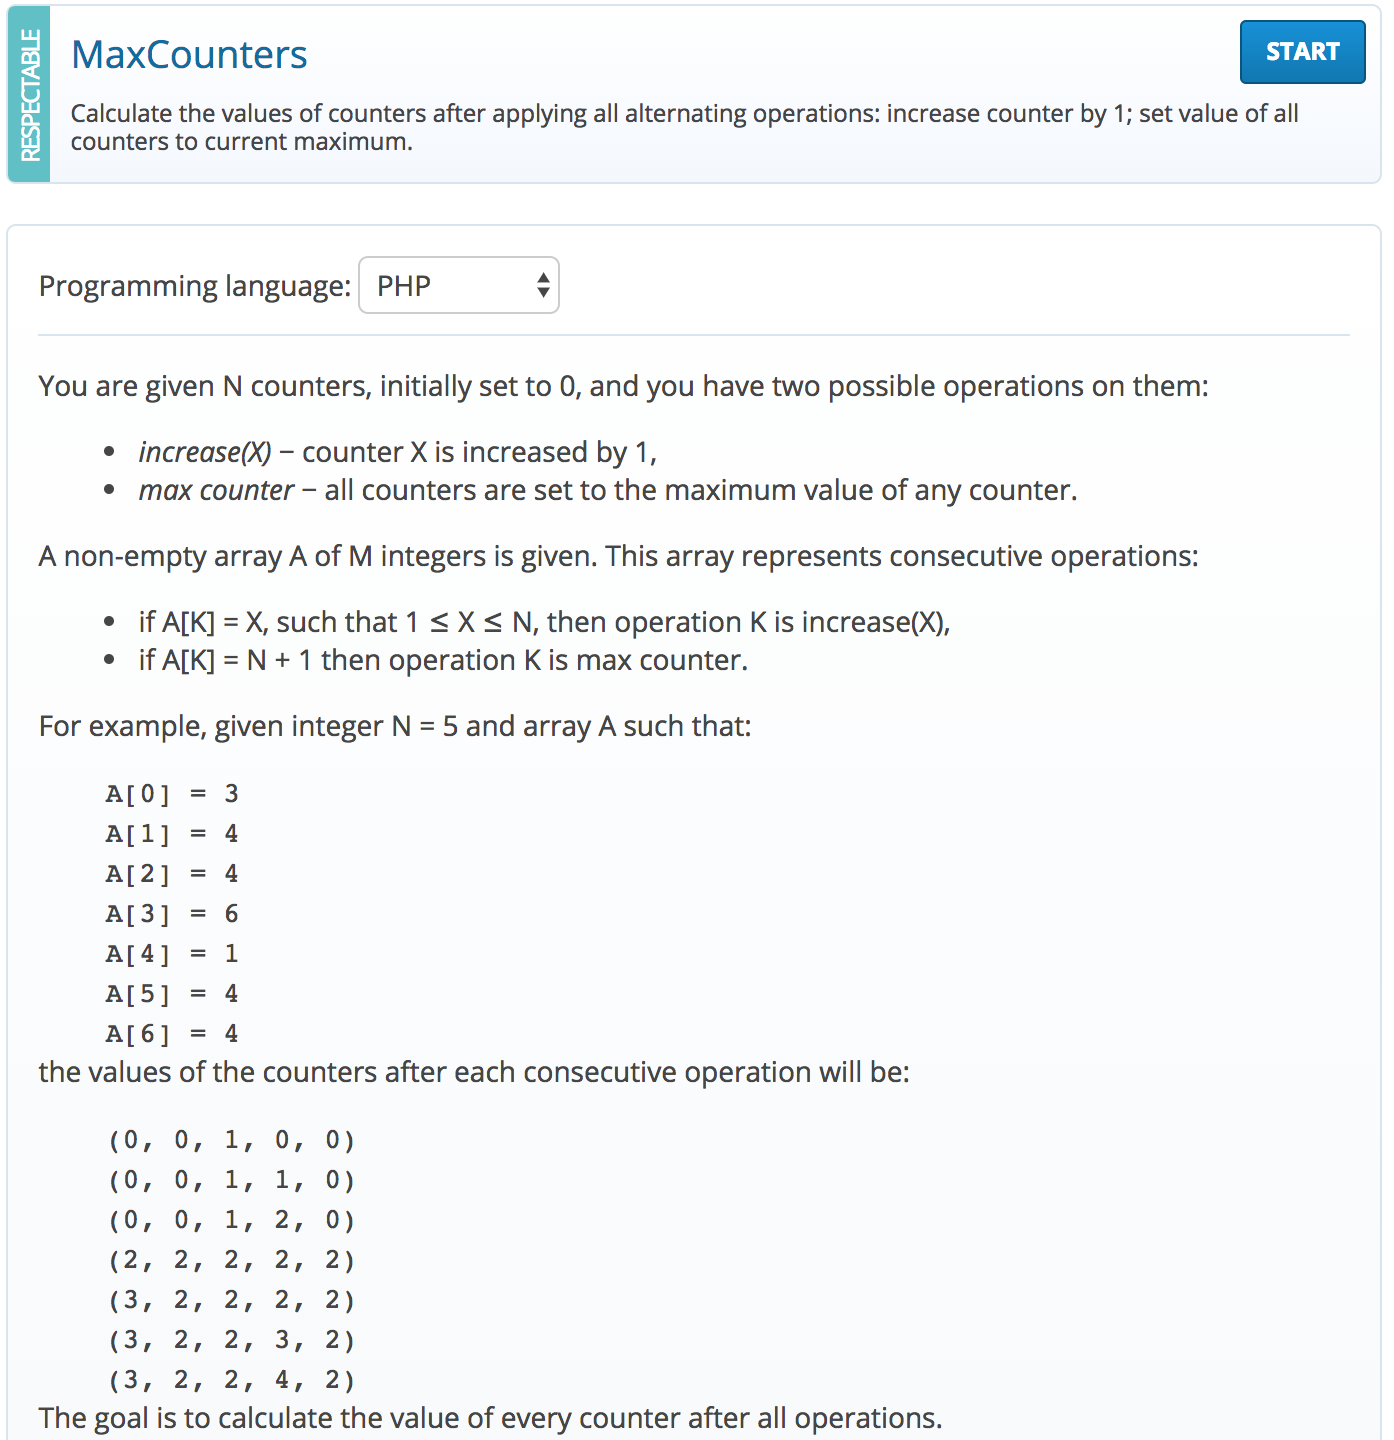 RESPECTABLE
MaxCounters
START
Calculate the values of counters after applying all alternating operations: increase counter by 1; set value of all
counters to current maximum.
Programming language: PHP
You are given N counters, initially set to 0, and you have two possible operations on them:
• increase(X) − counter X is increased by 1,
• max counter − all counters are set to the maximum value of any counter.
A non-empty array A of M integers is given. This array represents consecutive operations:
• if A[K] = X, such that 1 ≤ X ≤ N, then operation K is increase(X),
• if A[K] = N + 1 then operation K is max counter.
For example, given integer N = 5 and array A such that:
A[0] = 3
A[1] = 4
A[2] = 4
A[3] = 6
A[4] = 1
A[5] = 4
A[6] = 4
the values of the counters after each consecutive operation will be:
(0, 0, 1, 0, 0)
(0, 0, 1, 1, 0)
(0, 0, 1, 2, 0)
(2, 2, 2, 2, 2)
(3, 2, 2, 2, 2)
(3, 2, 2, 3, 2)
(3, 2, 2, 4, 2)
The goal is to calculate the value of every counter after all operations.